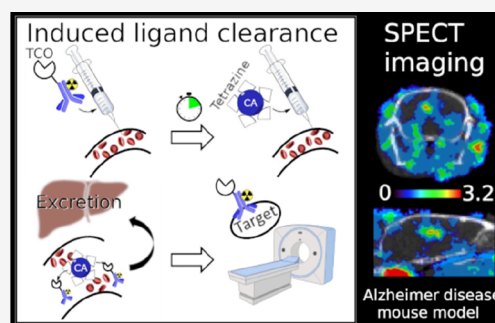 Induced ligand clearance
TCO
Tetrazine
CA
Excretion
Target
CA
SPECT
imaging
0 3.2
Alzheimer disease
mouse model